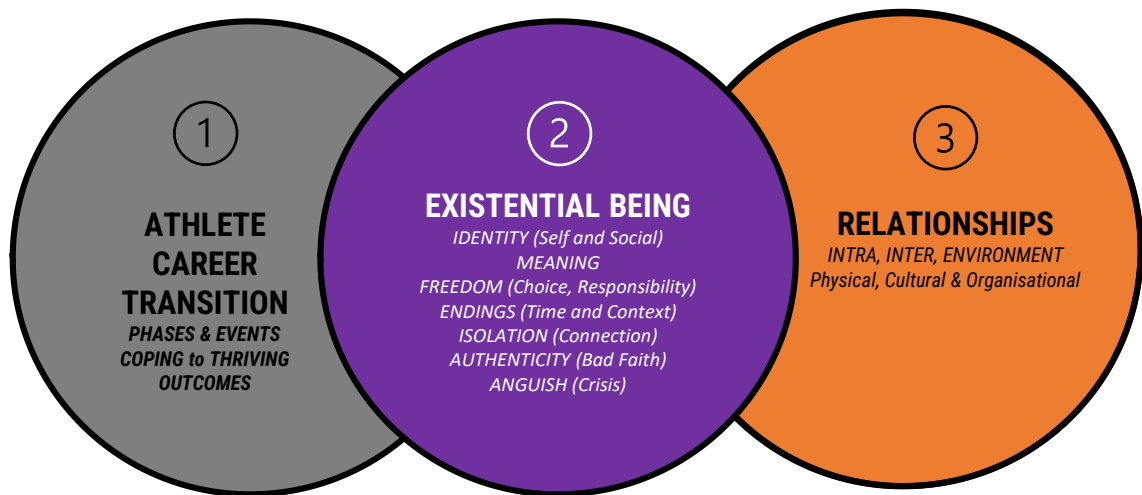 1
ATHLETE
CAREER
TRANSITION
PHASES & EVENTS
COPING to THRIVING
OUTCOMES
2
EXISTENTIAL BEING
IDENTITY (Self and Social)
MEANING
FREEDOM (Choice, Responsibility)
ENDINGS (Time and Context)
ISOLATION (Connection)
AUTHENTICITY (Bad Faith)
ANGUISH (Crisis)
3
RELATIONSHIPS
INTRA, INTER, ENVIRONMENT
Physical, Cultural & Organisational